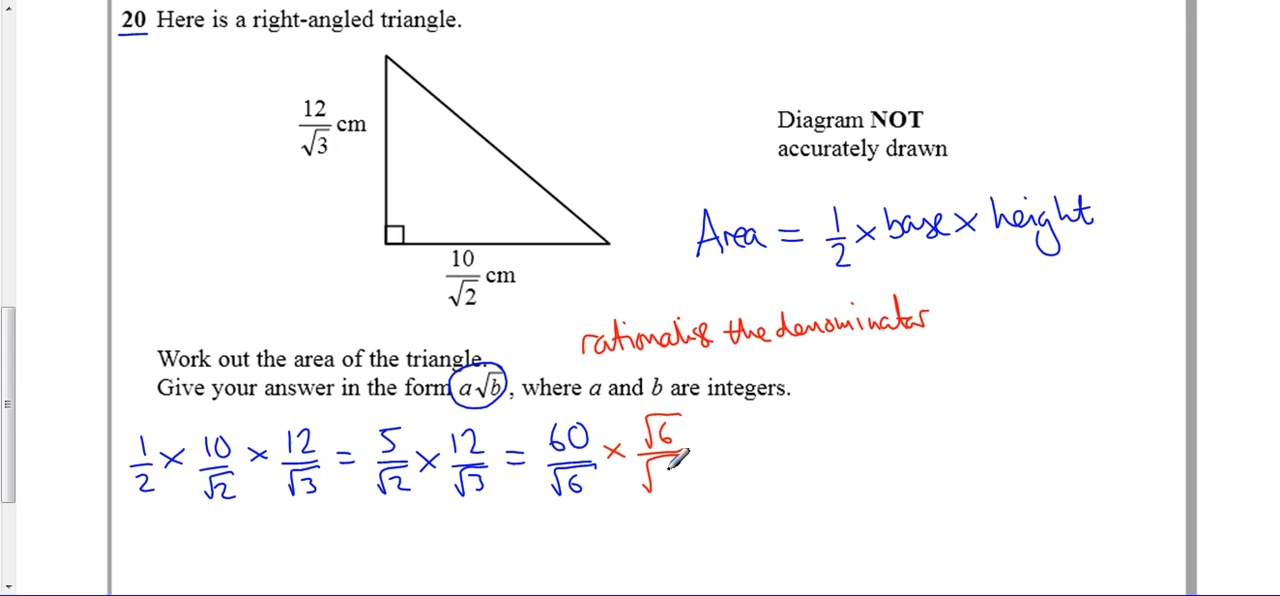 20 Here is a right-angled triangle.
12/√3 cm
Diagram NOT
accurately drawn
Area = 1/2 × base × height
10/√2 cm
rationalise the denominator
Work out the area of the triangle.
Give your answer in the form a√b, where a and b are integers.
1/2 × 10/√2 × 12/√3 = 5/√2 × 12/√3 = 60/√6 × √6/√